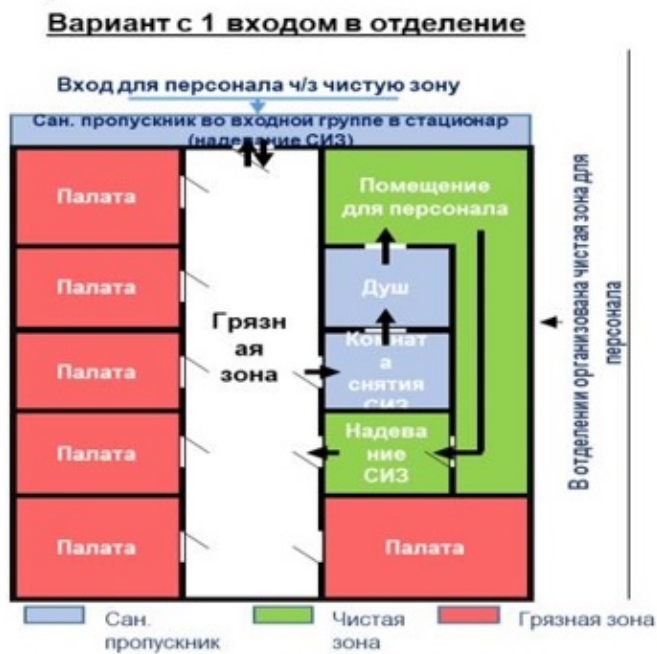 Вариант с 1 входом в отделение
Вход для персонала ч/з чистую зону
Сан. пропускник во входной группе в стационар
(надевание СИЗ)
Палата
Помещение
для персонала
Палата
Душ
Грязн
ая
зона
Палата
Комнат
а
снятия
СИЗ
Палата
Надева
ние
СИЗ
Палата
Палата
В отделении организована чистая зона для
персонала
Сан.
пропускник
Чистая
зона
Грязная зона